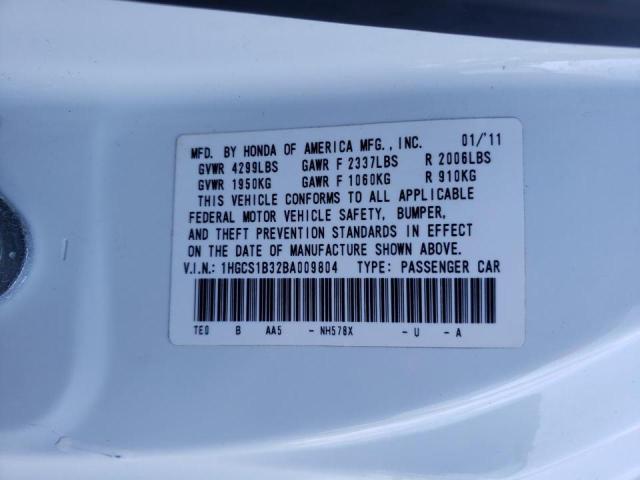 MFD. BY HONDA OF AMERICA MFG., INC. 01/'11
GVWR 4299LBS GAWR F 2337LBS R 2006LBS
GVWR 1950KG GAWR F 1060KG R 910KG
THIS VEHICLE CONFORMS TO ALL APPLICABLE
FEDERAL MOTOR VEHICLE SAFETY, BUMPER,
AND THEFT PREVENTION STANDARDS IN EFFECT
ON THE DATE OF MANUFACTURE SHOWN ABOVE.
V.I.N.: 1HGCS1B32BA009804 TYPE: PASSENGER CAR
TE0 B AA5 - NH578X - U - A